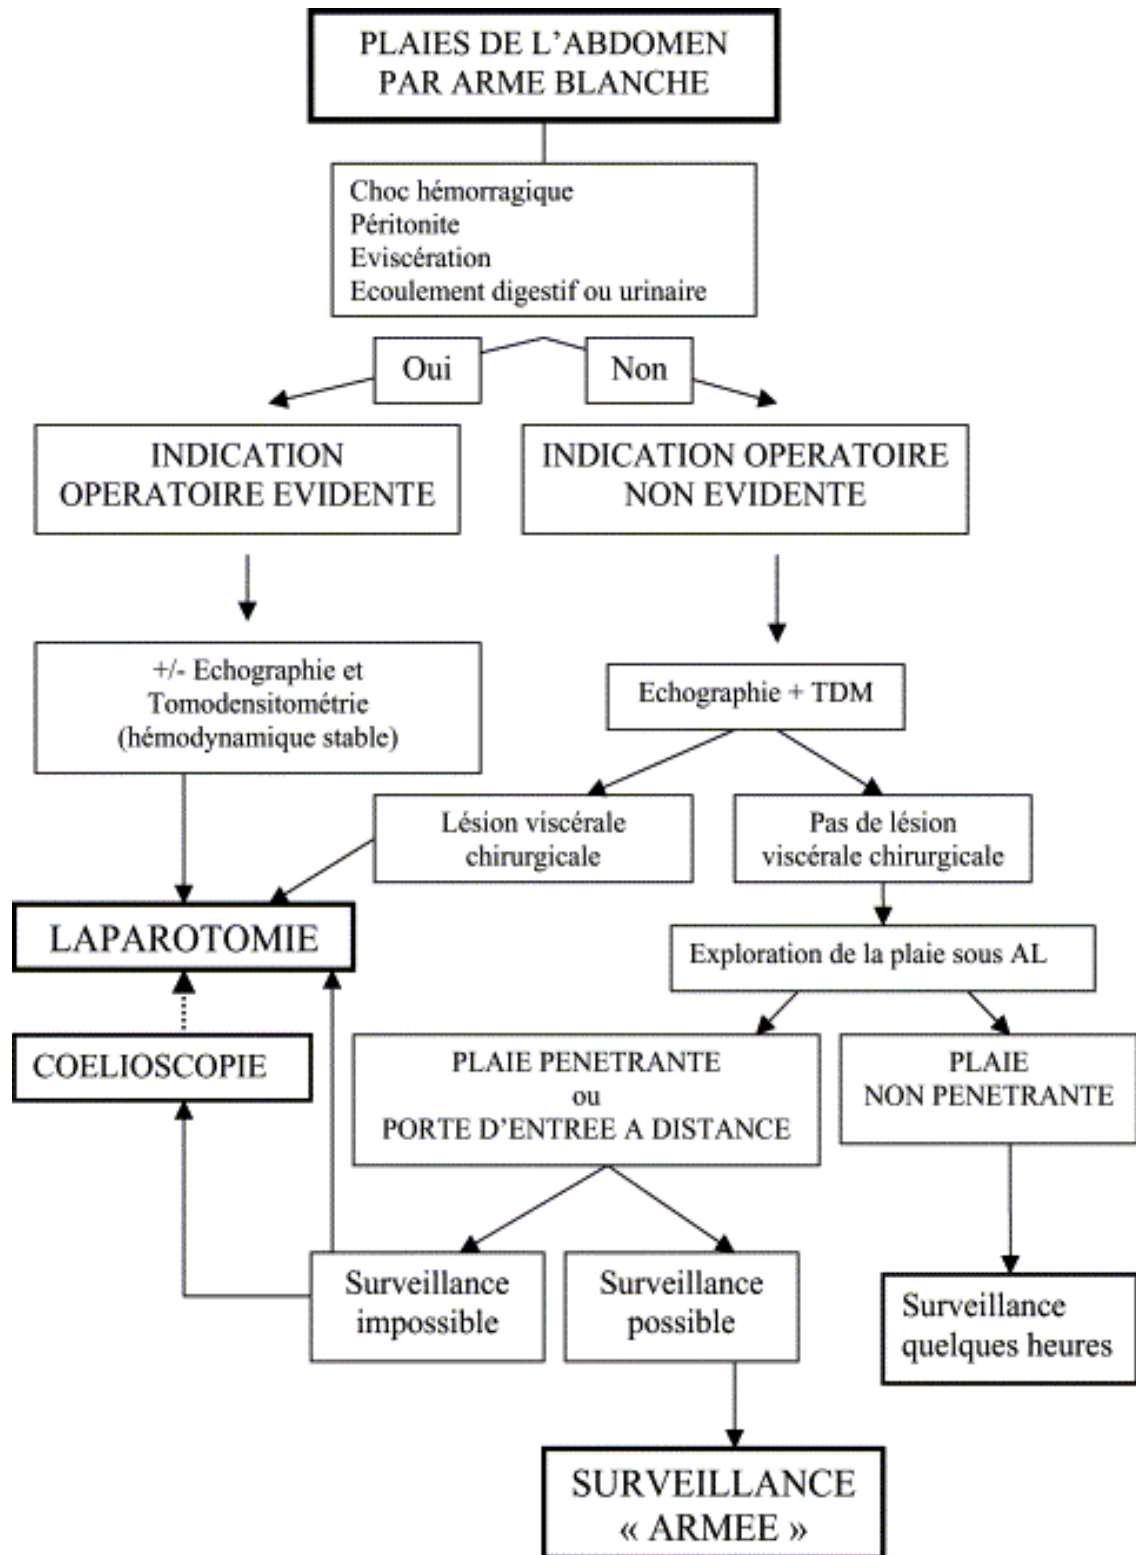 PLAIES DE L'ABDOMEN
PAR ARME BLANCHE
Choc hémorragique
Péritonite
Eviscération
Ecoulement digestif ou urinaire
Oui
Non
INDICATION
OPERATOIRE EVIDENTE
INDICATION OPERATOIRE
NON EVIDENTE
+/- Echographie et
Tomodensitométrie
(hémodynamique stable)
Echographie + TDM
Lésion viscérale
chirurgicale
Pas de lésion
viscérale chirurgicale
LAPAROTOMIE
Exploration de la plaie sous AL
COELIOSCOPIE
PLAIE PENETRANTE
ou
PORTE D'ENTREE A DISTANCE
PLAIE
NON PENETRANTE
Surveillance
impossible
Surveillance
possible
Surveillance
quelques heures
SURVEILLANCE
« ARMEE »